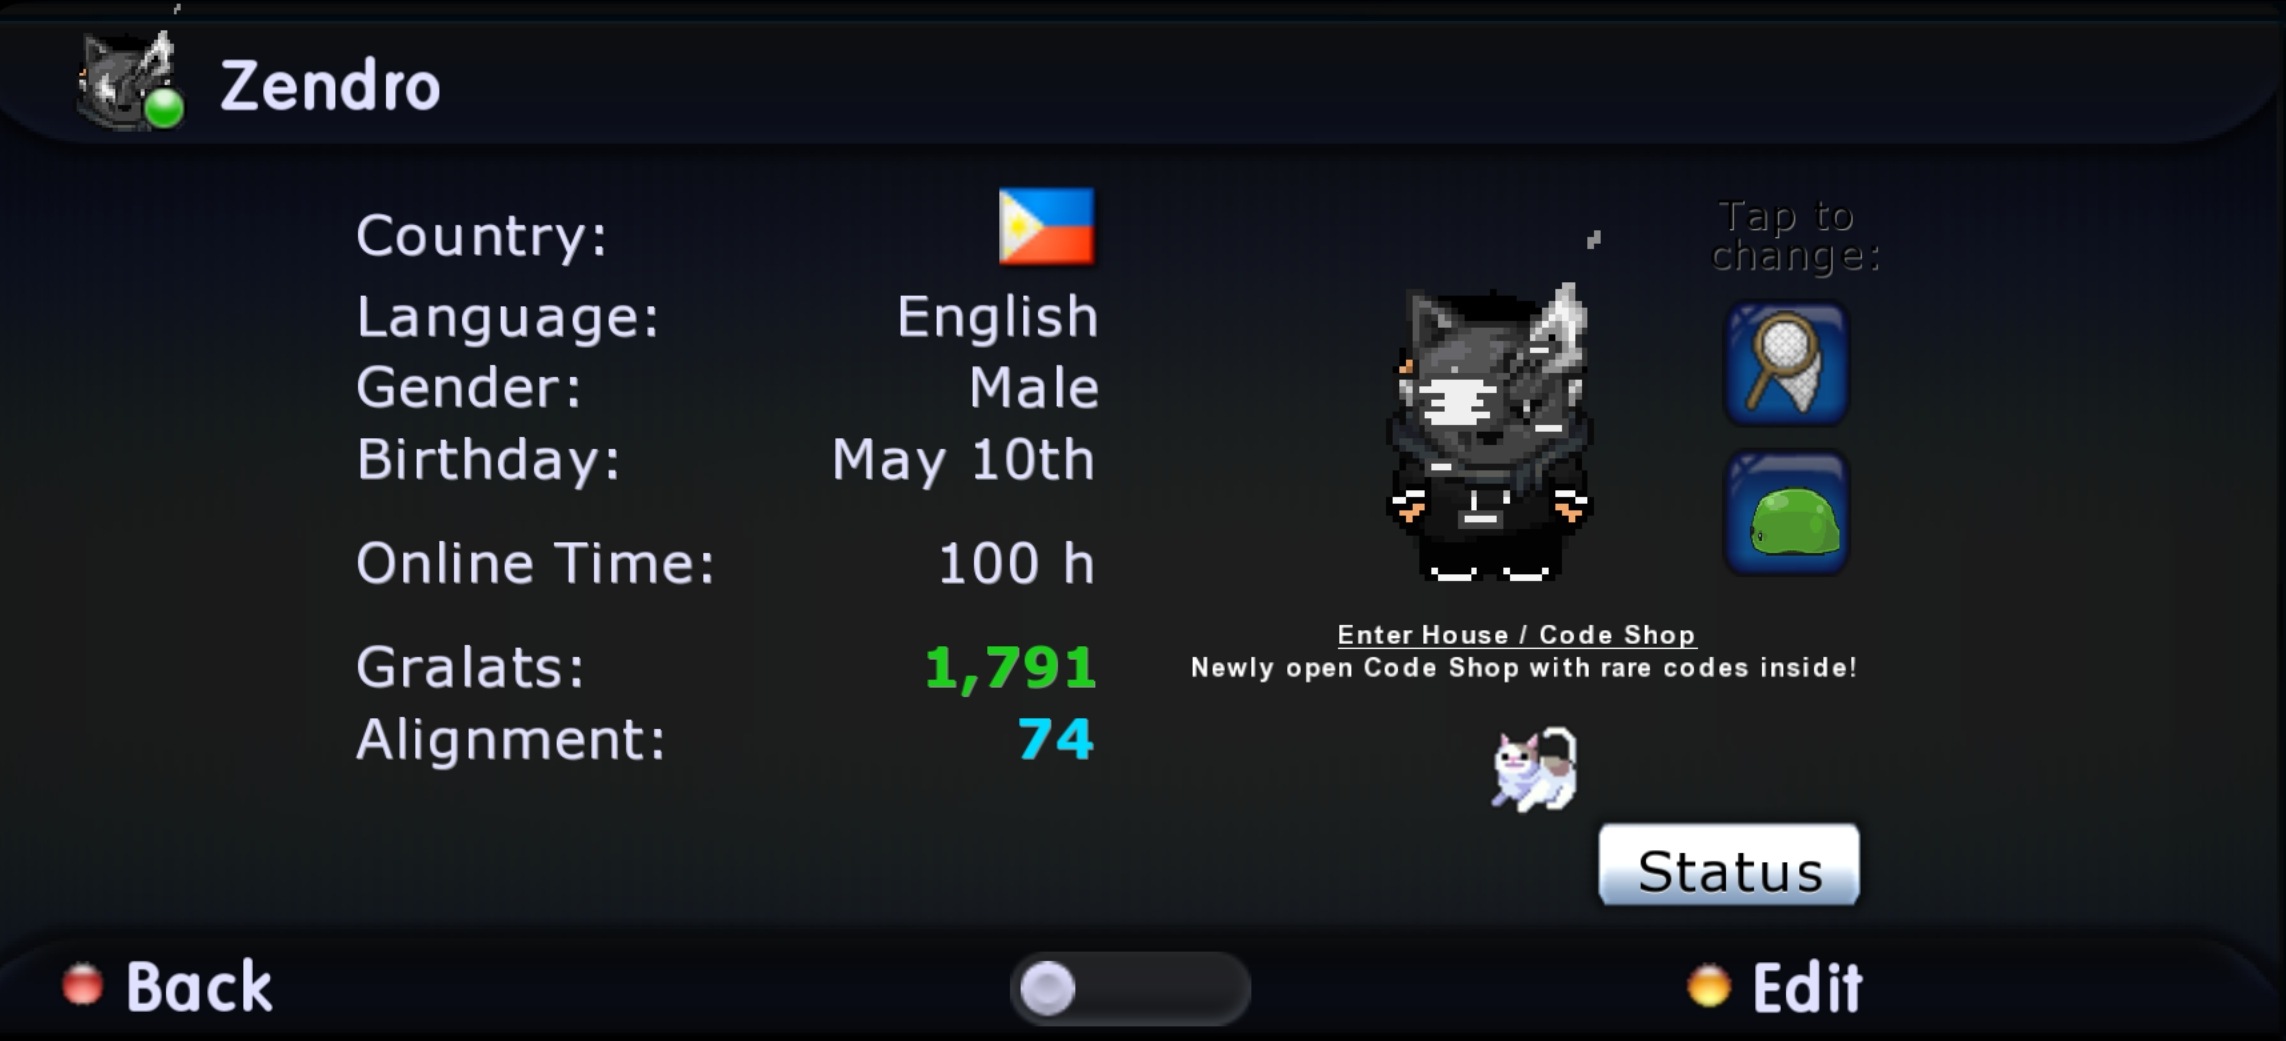 Zendro
Country:
Language: English
Gender: Male
Birthday: May 10th
Online Time: 100 h
Gralats: 1,791
Alignment: 74
Tap to
change:
Enter House / Code Shop
Newly open Code Shop with rare codes inside!
Status
Back
Edit